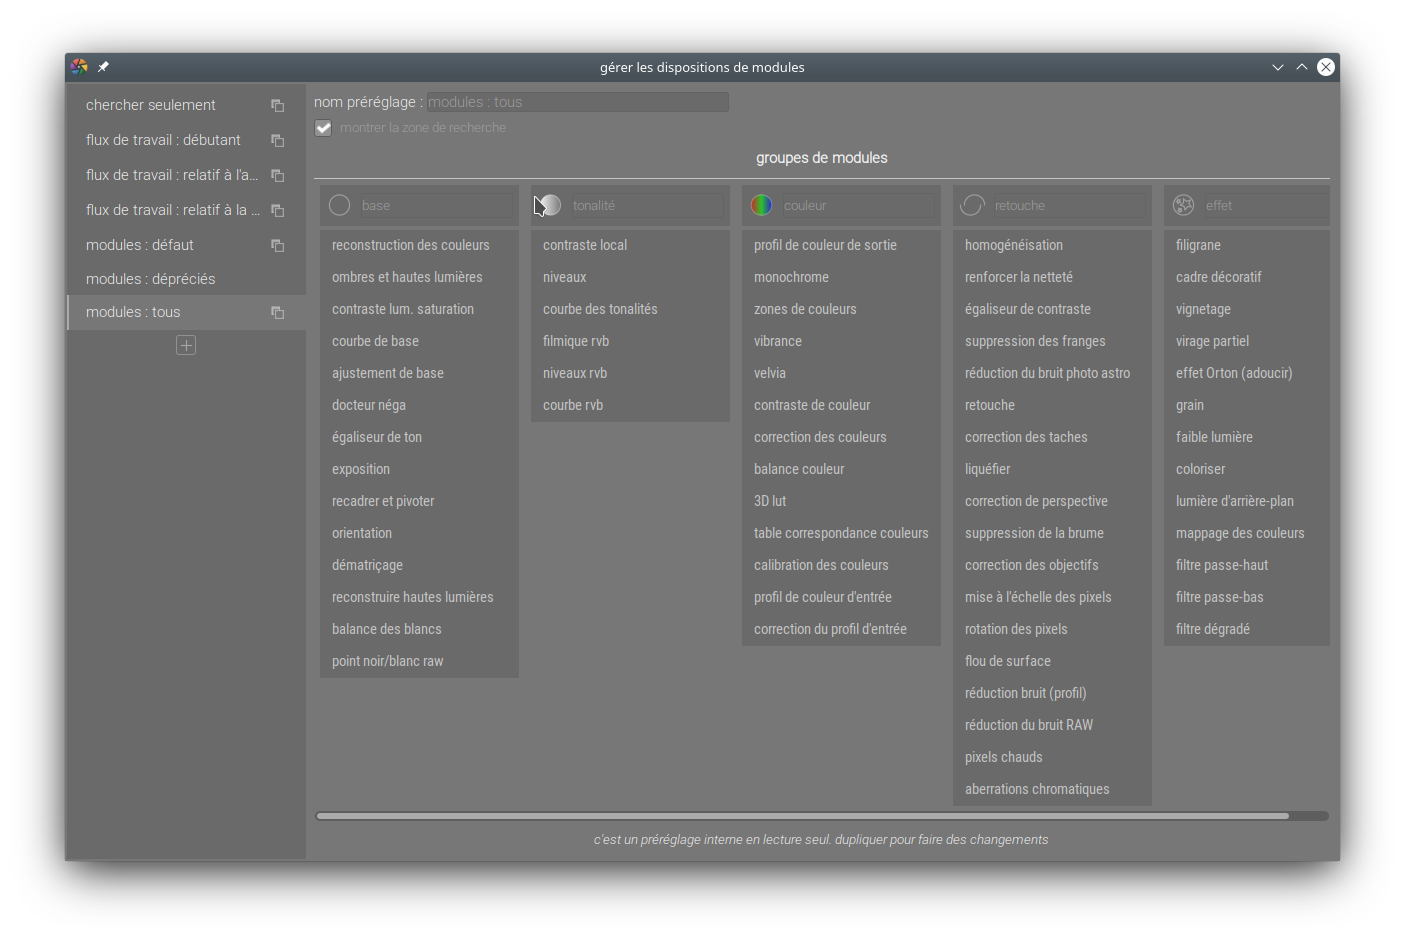 gérer les dispositions de modules
chercher seulement
flux de travail : débutant
flux de travail : relatif à l'a...
flux de travail : relatif à la ...
modules : défaut
modules : dépréciés
modules : tous
nom préréglage : modules : tous
montrer la zone de recherche
groupes de modules
base
reconstruction des couleurs
ombres et hautes lumières
contraste lum. saturation
courbe de base
ajustement de base
docteur néga
égaliseur de ton
exposition
recadrer et pivoter
orientation
dématriçage
reconstruire hautes lumières
balance des blancs
point noir/blanc raw
tonalité
contraste local
niveaux
courbe des tonalités
filmique rvb
niveaux rvb
courbe rvb
couleur
profil de couleur de sortie
monochrome
zones de couleurs
vibrance
velvia
contraste de couleur
correction des couleurs
balance couleur
3D lut
table correspondance couleurs
calibration des couleurs
profil de couleur d'entrée
correction du profil d'entrée
retouche
homogénéisation
renforcer la netteté
égaliseur de contraste
suppression des franges
réduction du bruit photo astro
retouche
correction des taches
liquéfier
correction de perspective
suppression de la brume
correction des objectifs
mise à l'échelle des pixels
rotation des pixels
flou de surface
réduction bruit (profil)
réduction du bruit RAW
pixels chauds
aberrations chromatiques
effet
filigrane
cadre décoratif
vignetage
virage partiel
effet Orton (adoucir)
grain
faible lumière
coloriser
lumière d'arrière-plan
mappage des couleurs
filtre passe-haut
filtre passe-bas
filtre dégradé
c'est un préréglage interne en lecture seul. dupliquer pour faire des changements